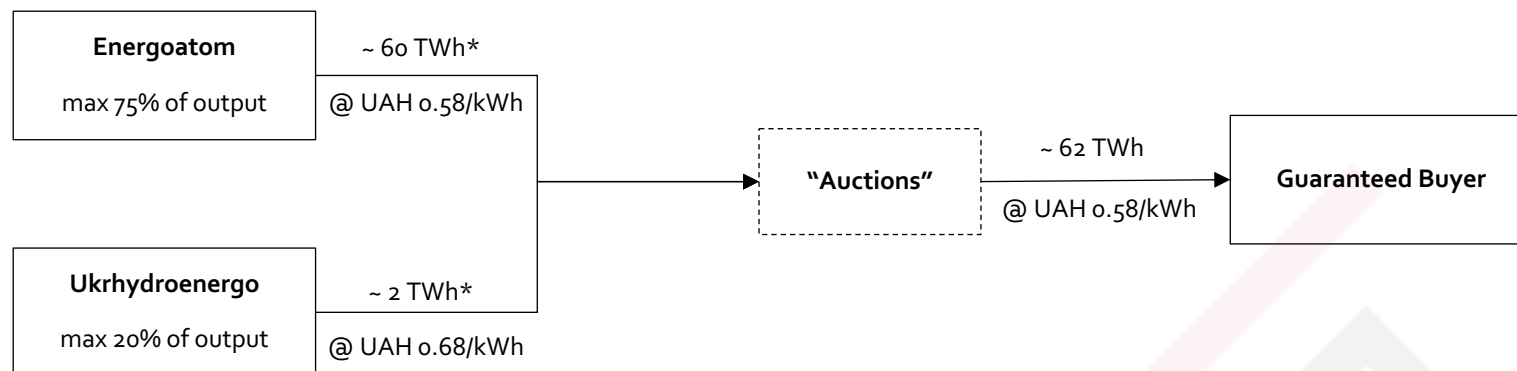 Energoatom
max 75% of output
~ 60 TWh*
@ UAH 0.58/kWh
Ukrhydroenergo
max 20% of output
~ 2 TWh*
@ UAH 0.68/kWh
“Auctions”
~ 62 TWh
@ UAH 0.58/kWh
Guaranteed Buyer